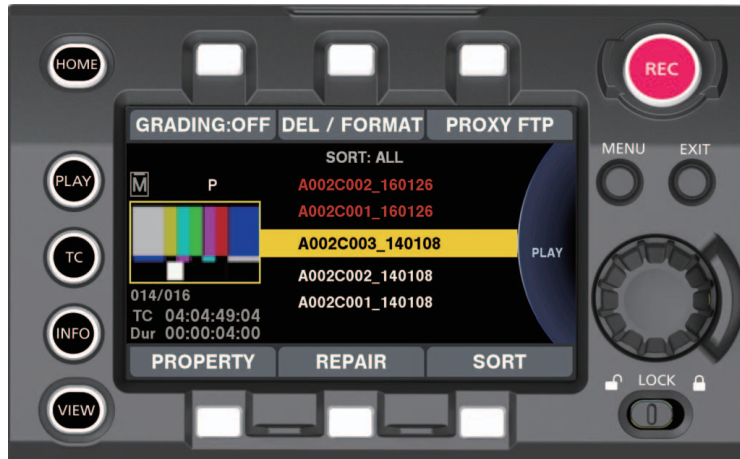 HOME
REC
GRADING:OFF DEL / FORMAT PROXY FTP
MENU EXIT
SORT: ALL
PLAY
M P A002C002_160126
A002C001_160126
A002C003_140108
PLAY
TC
A002C002_140108
014/016
A002C001_140108
TC 04:04:49:04
INFO
Dur 00:00:04:00
PROPERTY REPAIR SORT
LOCK
VIEW
0